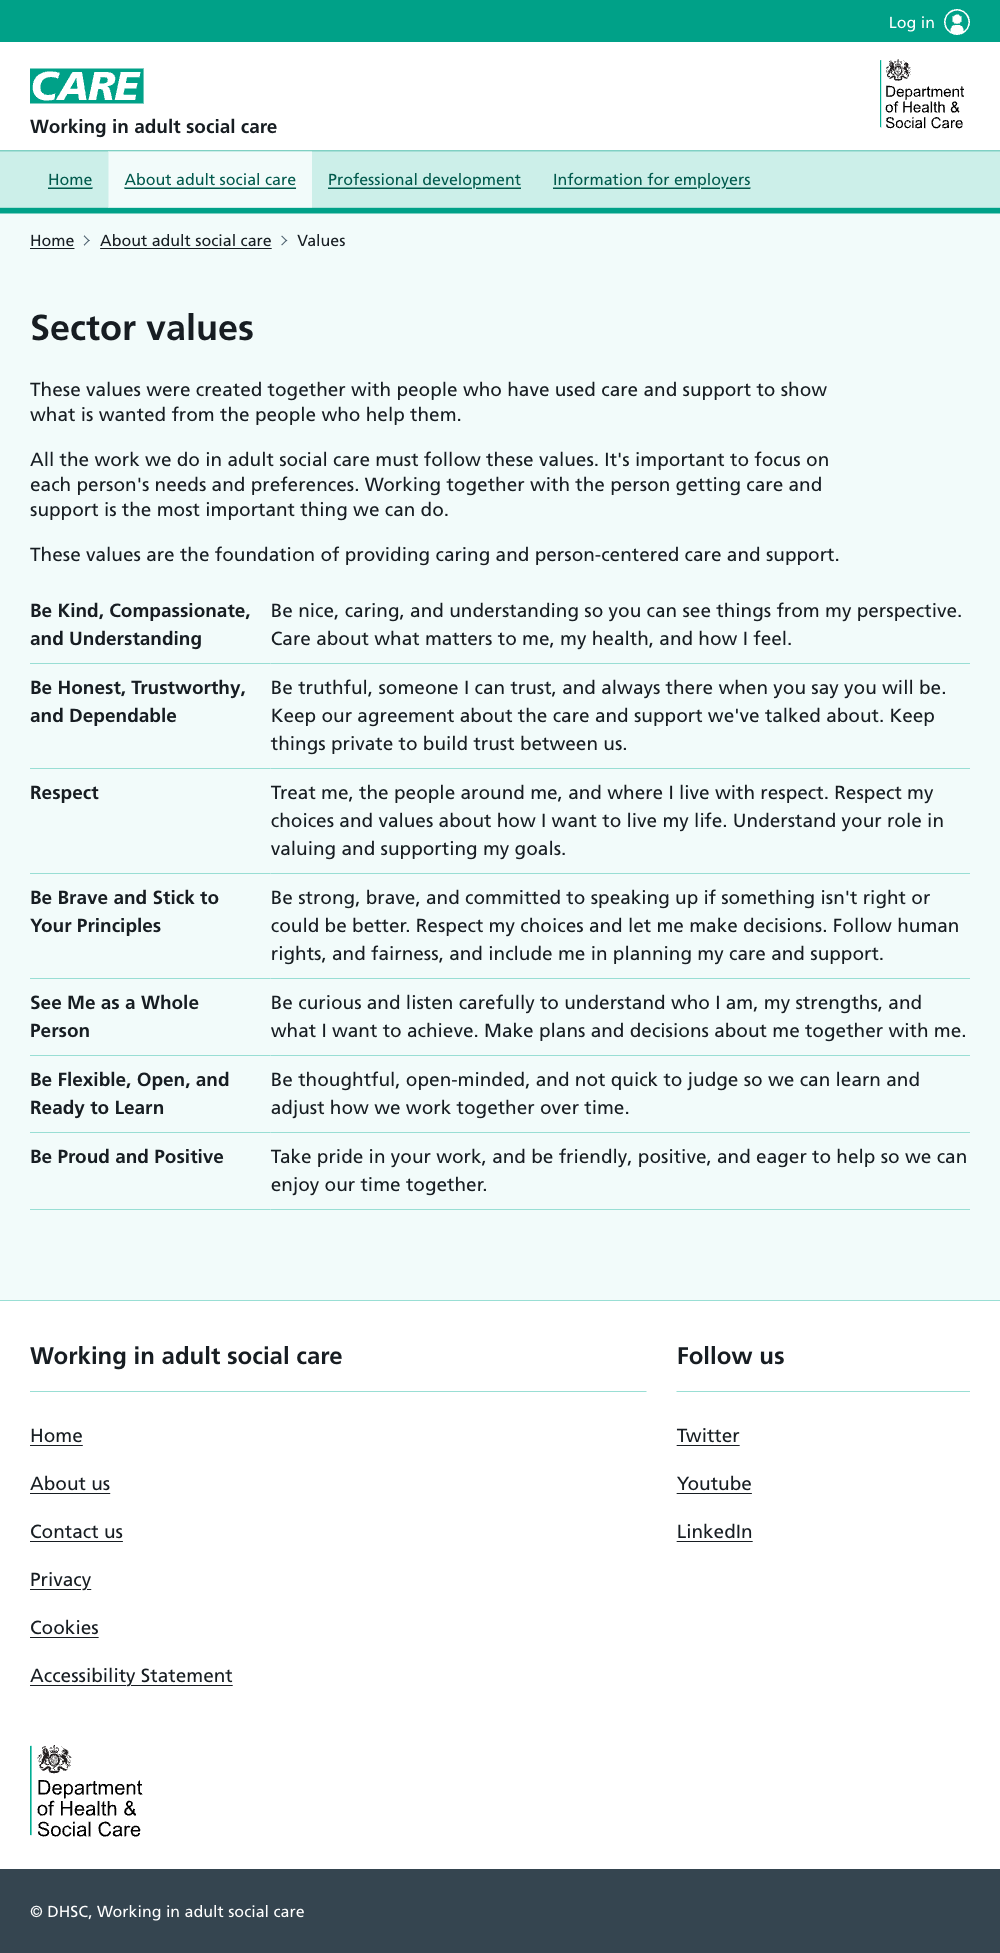 Log in
CARE
Working in adult social care
Department
of Health &
Social Care
Home
About adult social care
Professional development
Information for employers
Home
About adult social care
Values
Sector values
These values were created together with people who have used care and support to show
what is wanted from the people who help them.
All the work we do in adult social care must follow these values. It's important to focus on
each person's needs and preferences. Working together with the person getting care and
support is the most important thing we can do.
These values are the foundation of providing caring and person-centered care and support.
Be Kind, Compassionate,
and Understanding
Be nice, caring, and understanding so you can see things from my perspective.
Care about what matters to me, my health, and how I feel.
Be Honest, Trustworthy,
and Dependable
Be truthful, someone I can trust, and always there when you say you will be.
Keep our agreement about the care and support we've talked about. Keep
things private to build trust between us.
Respect
Treat me, the people around me, and where I live with respect. Respect my
choices and values about how I want to live my life. Understand your role in
valuing and supporting my goals.
Be Brave and Stick to
Your Principles
Be strong, brave, and committed to speaking up if something isn't right or
could be better. Respect my choices and let me make decisions. Follow human
rights, and fairness, and include me in planning my care and support.
See Me as a Whole
Person
Be curious and listen carefully to understand who I am, my strengths, and
what I want to achieve. Make plans and decisions about me together with me.
Be Flexible, Open, and
Ready to Learn
Be thoughtful, open-minded, and not quick to judge so we can learn and
adjust how we work together over time.
Be Proud and Positive
Take pride in your work, and be friendly, positive, and eager to help so we can
enjoy our time together.
Working in adult social care
Home
About us
Contact us
Privacy
Cookies
Accessibility Statement
Follow us
Twitter
Youtube
LinkedIn
Department
of Health &
Social Care
© DHSC, Working in adult social care